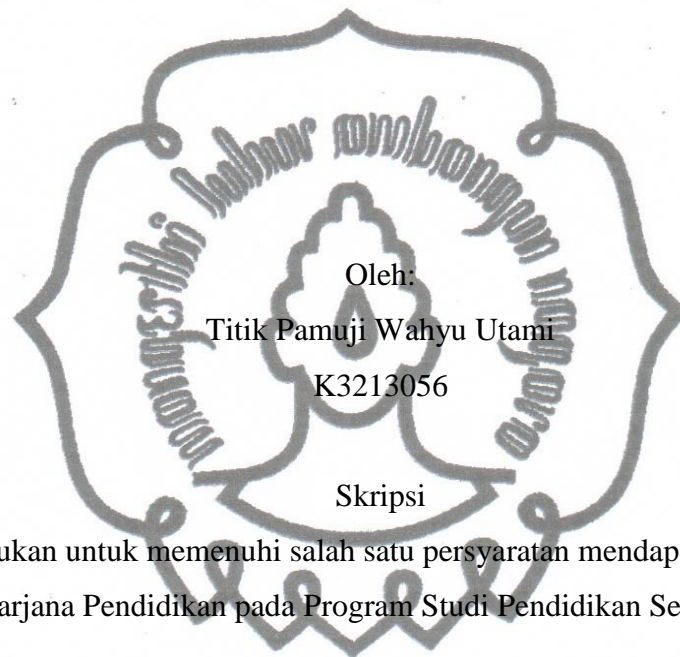 Oleh:
Titik Pamuji Wahyu Utami
K3213056
Skripsi
ukan untuk memenuhi salah satu persyaratan mendap
arjana Pendidikan pada Program Studi Pendidikan Se